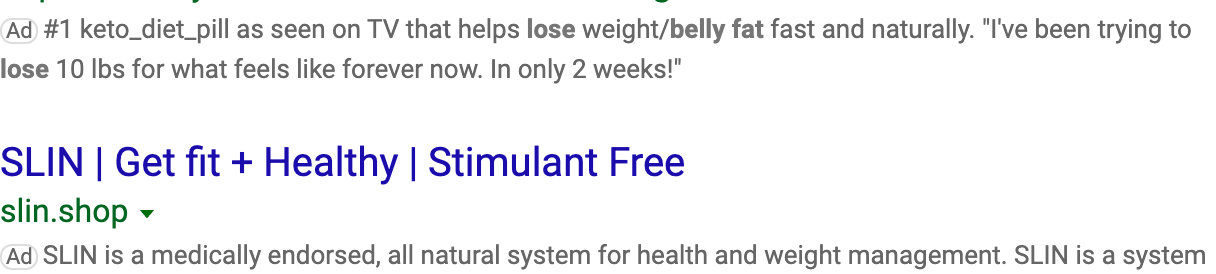 Ad #1 keto_diet_pill as seen on TV that helps lose weight/belly fat fast and naturally. "I've been trying to
lose 10 lbs for what feels like forever now. In only 2 weeks!"
SLIN | Get fit + Healthy | Stimulant Free
slin.shop
Ad SLIN is a medically endorsed, all natural system for health and weight management. SLIN is a system